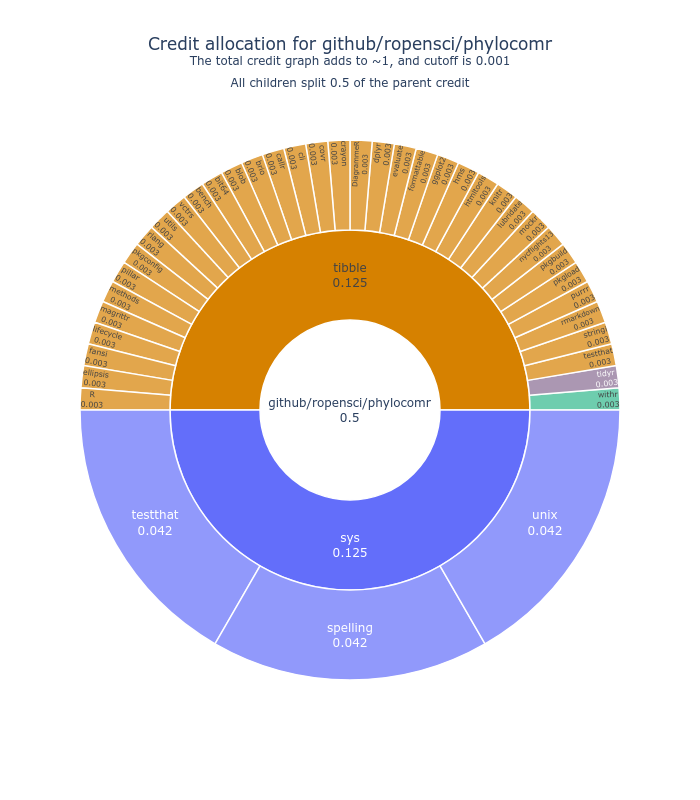 Credit allocation for github/ropensci/phylocomr
The total credit graph adds to ~1, and cutoff is 0.001
All children split 0.5 of the parent credit
github/ropensci/phylocomr
0.5
tibble
0.125
sys
0.125
testthat
0.042
spelling
0.042
unix
0.042
R
0.003
ellipsis
0.003
fansi
0.003
lifecycle
0.003
magrittr
0.003
methods
0.003
pillar
0.003
pkgconfig
0.003
rlang
0.003
utils
0.003
vctrs
0.003
bench
0.003
bit64
0.003
blob
0.003
brio
0.003
callr
0.003
cli
0.003
covr
0.003
crayon
0.003
DiagrammeR
0.003
dplyr
0.003
evaluate
0.003
formattable
0.003
ggplot2
0.003
hms
0.003
htmltools
0.003
knitr
0.003
lubridate
0.003
mockr
0.003
nycflights13
0.003
pkgbuild
0.003
pkgload
0.003
purrr
0.003
rmarkdown
0.003
stringi
0.003
testthat
0.003
tidyr
0.003
withr
0.003